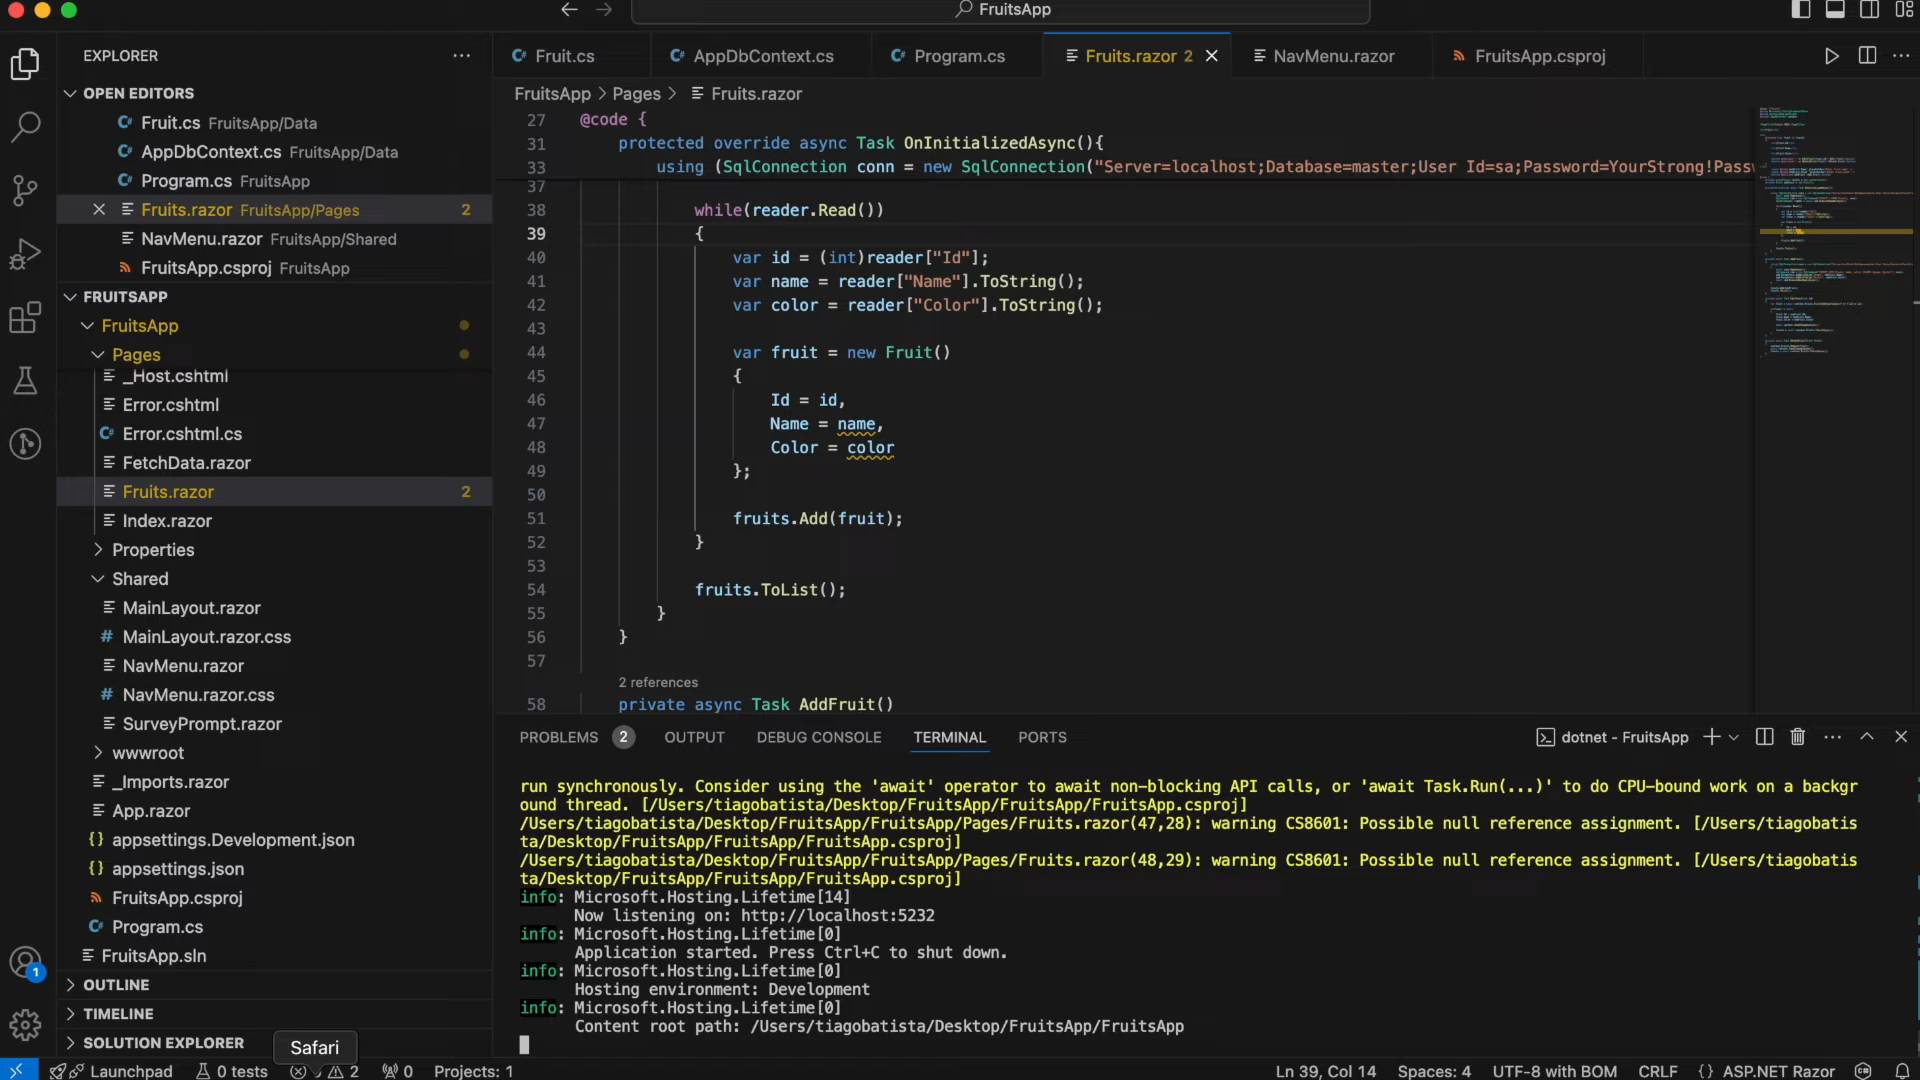 FruitsApp
EXPLORER
OPEN EDITORS
Fruit.cs FruitsApp/Data
AppDbContext.cs FruitsApp/Data
Program.cs FruitsApp
Fruits.razor FruitsApp/Pages 2
NavMenu.razor FruitsApp/Shared
FruitsApp.csproj FruitsApp
FRUITSAPP
FruitsApp
Pages
_Host.cshtml
Error.cshtml
Error.cshtml.cs
FetchData.razor
Fruits.razor 2
Index.razor
Properties
Shared
MainLayout.razor
MainLayout.razor.css
NavMenu.razor
NavMenu.razor.css
SurveyPrompt.razor
wwwroot
_Imports.razor
App.razor
appsettings.Development.json
appsettings.json
FruitsApp.csproj
Program.cs
FruitsApp.sln
OUTLINE
TIMELINE
SOLUTION EXPLORER
Safari
Fruit.cs AppDbContext.cs Program.cs Fruits.razor 2 NavMenu.razor FruitsApp.csproj
FruitsApp > Pages > Fruits.razor
27 @code {
31 protected override async Task OnInitializedAsync(){
33 using (SqlConnection conn = new SqlConnection("Server=localhost;Database=master;User Id=sa;Password=YourStrong!Passw
37
38 while(reader.Read())
39 {
40 var id = (int)reader["Id"];
41 var name = reader["Name"].ToString();
42 var color = reader["Color"].ToString();
43
44 var fruit = new Fruit()
45 {
46 Id = id,
47 Name = name,
48 Color = color
49 };
50
51 fruits.Add(fruit);
52 }
53
54 fruits.ToList();
55 }
56 }
57
2 references
58 private async Task AddFruit()
PROBLEMS 2 OUTPUT DEBUG CONSOLE TERMINAL PORTS dotnet - FruitsApp
run synchronously. Consider using the 'await' operator to await non-blocking API calls, or 'await Task.Run(...)' to do CPU-bound work on a backgr
ound thread. [/Users/tiagobatista/Desktop/FruitsApp/FruitsApp/FruitsApp.csproj]
/Users/tiagobatista/Desktop/FruitsApp/FruitsApp/Pages/Fruits.razor(47,28): warning CS8601: Possible null reference assignment. [/Users/tiagobatis
ta/Desktop/FruitsApp/FruitsApp/FruitsApp.csproj]
/Users/tiagobatista/Desktop/FruitsApp/FruitsApp/Pages/Fruits.razor(48,29): warning CS8601: Possible null reference assignment. [/Users/tiagobatis
ta/Desktop/FruitsApp/FruitsApp/FruitsApp.csproj]
info: Microsoft.Hosting.Lifetime[14]
Now listening on: http://localhost:5232
info: Microsoft.Hosting.Lifetime[0]
Application started. Press Ctrl+C to shut down.
info: Microsoft.Hosting.Lifetime[0]
Hosting environment: Development
info: Microsoft.Hosting.Lifetime[0]
Content root path: /Users/tiagobatista/Desktop/FruitsApp/FruitsApp
1
Launchpad 0 tests 2 0 Projects: 1 Ln 39, Col 14 Spaces: 4 UTF-8 with BOM CRLF {} ASP.NET Razor